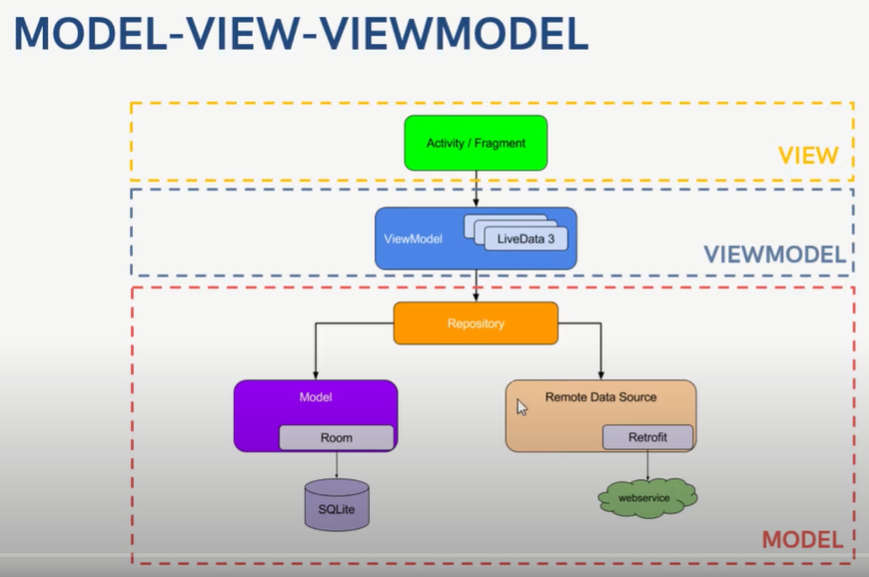 MODEL-VIEW-VIEWMODEL
Activity / Fragment
VIEW
ViewModel
LiveData 3
VIEWMODEL
Repository
Model
Room
SQLite
Remote Data Source
Retrofit
webservice
MODEL